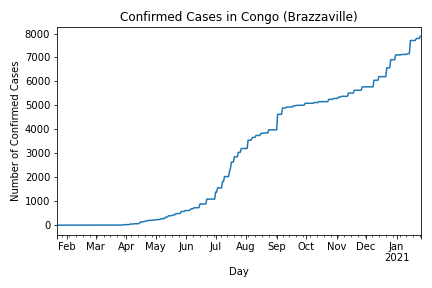 Confirmed Cases in Congo (Brazzaville)
8000
7000
6000
5000
4000
3000
2000
1000
0
Number of Confirmed Cases
Feb Mar Apr May Jun Jul Aug Sep Oct Nov Dec Jan
2021
Day